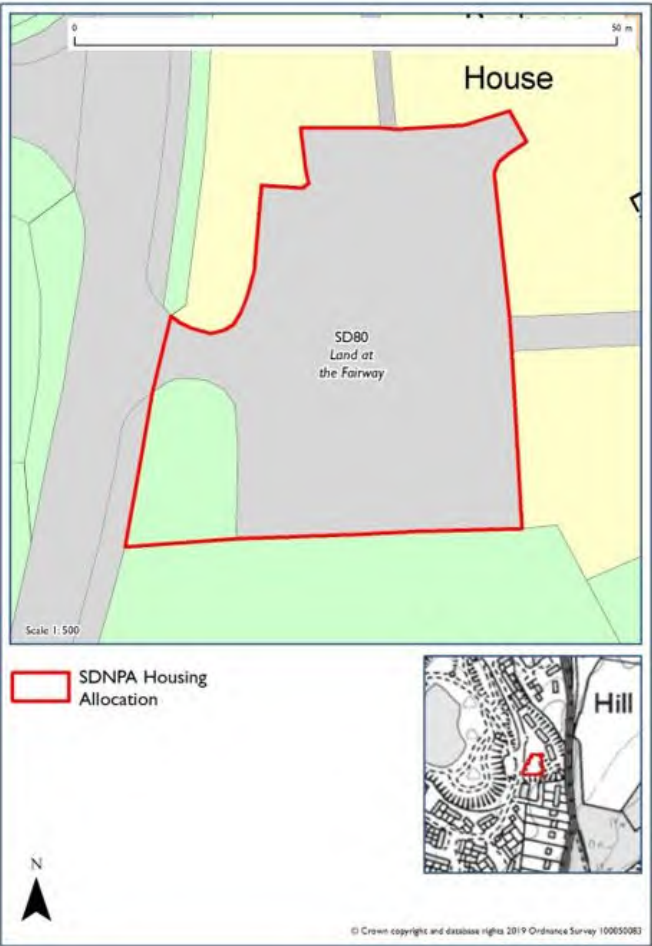 0
50 m
House
SD80
Land at
the Fairway
Scale 1: 500
SDNPA Housing
Allocation
Hill
N
© Crown copyright and database rights 2019 Ordnance Survey 100050083